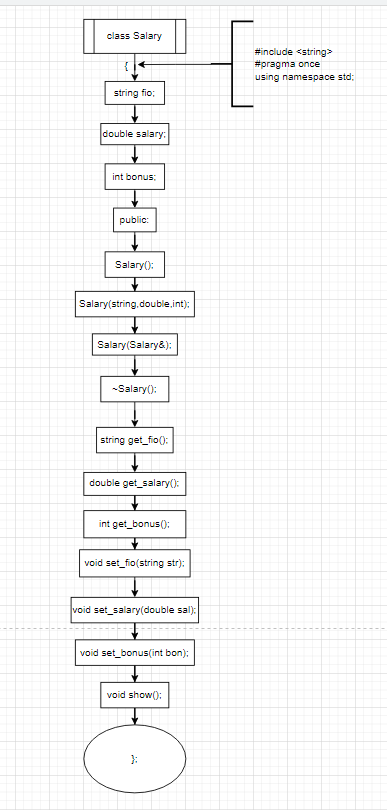 class Salary
#include <string>
#pragma once
using namespace std;
{
string fio;
double salary;
int bonus;
public:
Salary();
Salary(string,double,int);
Salary(Salary&);
~Salary();
string get_fio();
double get_salary();
int get_bonus();
void set_fio(string str);
void set_salary(double sal);
void set_bonus(int bon);
void show();
};